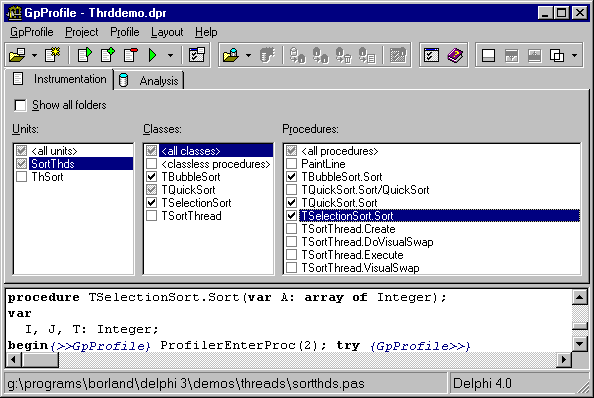 GpProfile - Thrddemo.dpr
GpProfile Project Profile Layout Help
Instrumentation Analysis
Show all folders
Units: Classes: Procedures:
<all units> <all classes> <all procedures>
SortThds <classless procedures> PaintLine
ThSort TBubbleSort TBubbleSort.Sort
TQuickSort TQuickSort.Sort/QuickSort
TSelectionSort TQuickSort.Sort
TSortThread TSelectionSort.Sort
TSortThread.Create
TSortThread.DoVisualSwap
TSortThread.Execute
TSortThread.VisualSwap
procedure TSelectionSort.Sort(var A: array of Integer);
var
I, J, T: Integer;
begin{>>GpProfile} ProfilerEnterProc(2); try {GpProfile>>}
g:\programs\borland\delphi 3\demos\threads\sortthds.pas Delphi 4.0